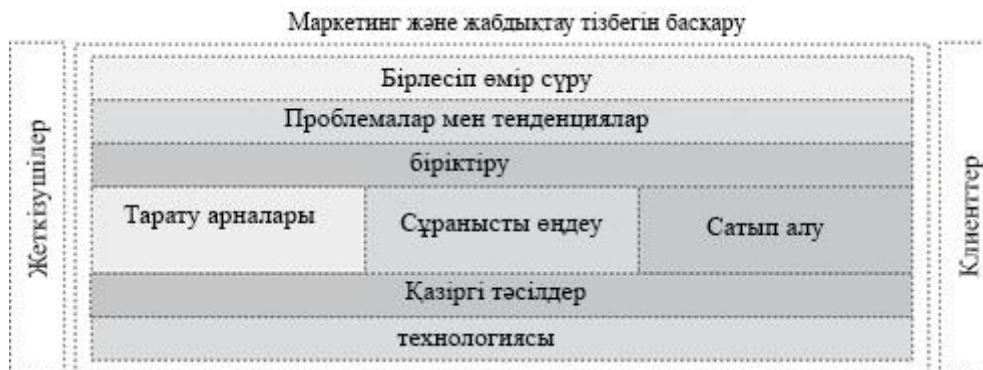 Маркетинг және жабдықтау тізбегін басқару
Жеткізушілер
Бірлесіп өмір сүру
Проблемалар мен тенденциялар
біріктіру
Тарату арналары
Сұранысты өңдеу
Сатып алу
Қазіргі тәсілдер
технологиясы
Клиенттер